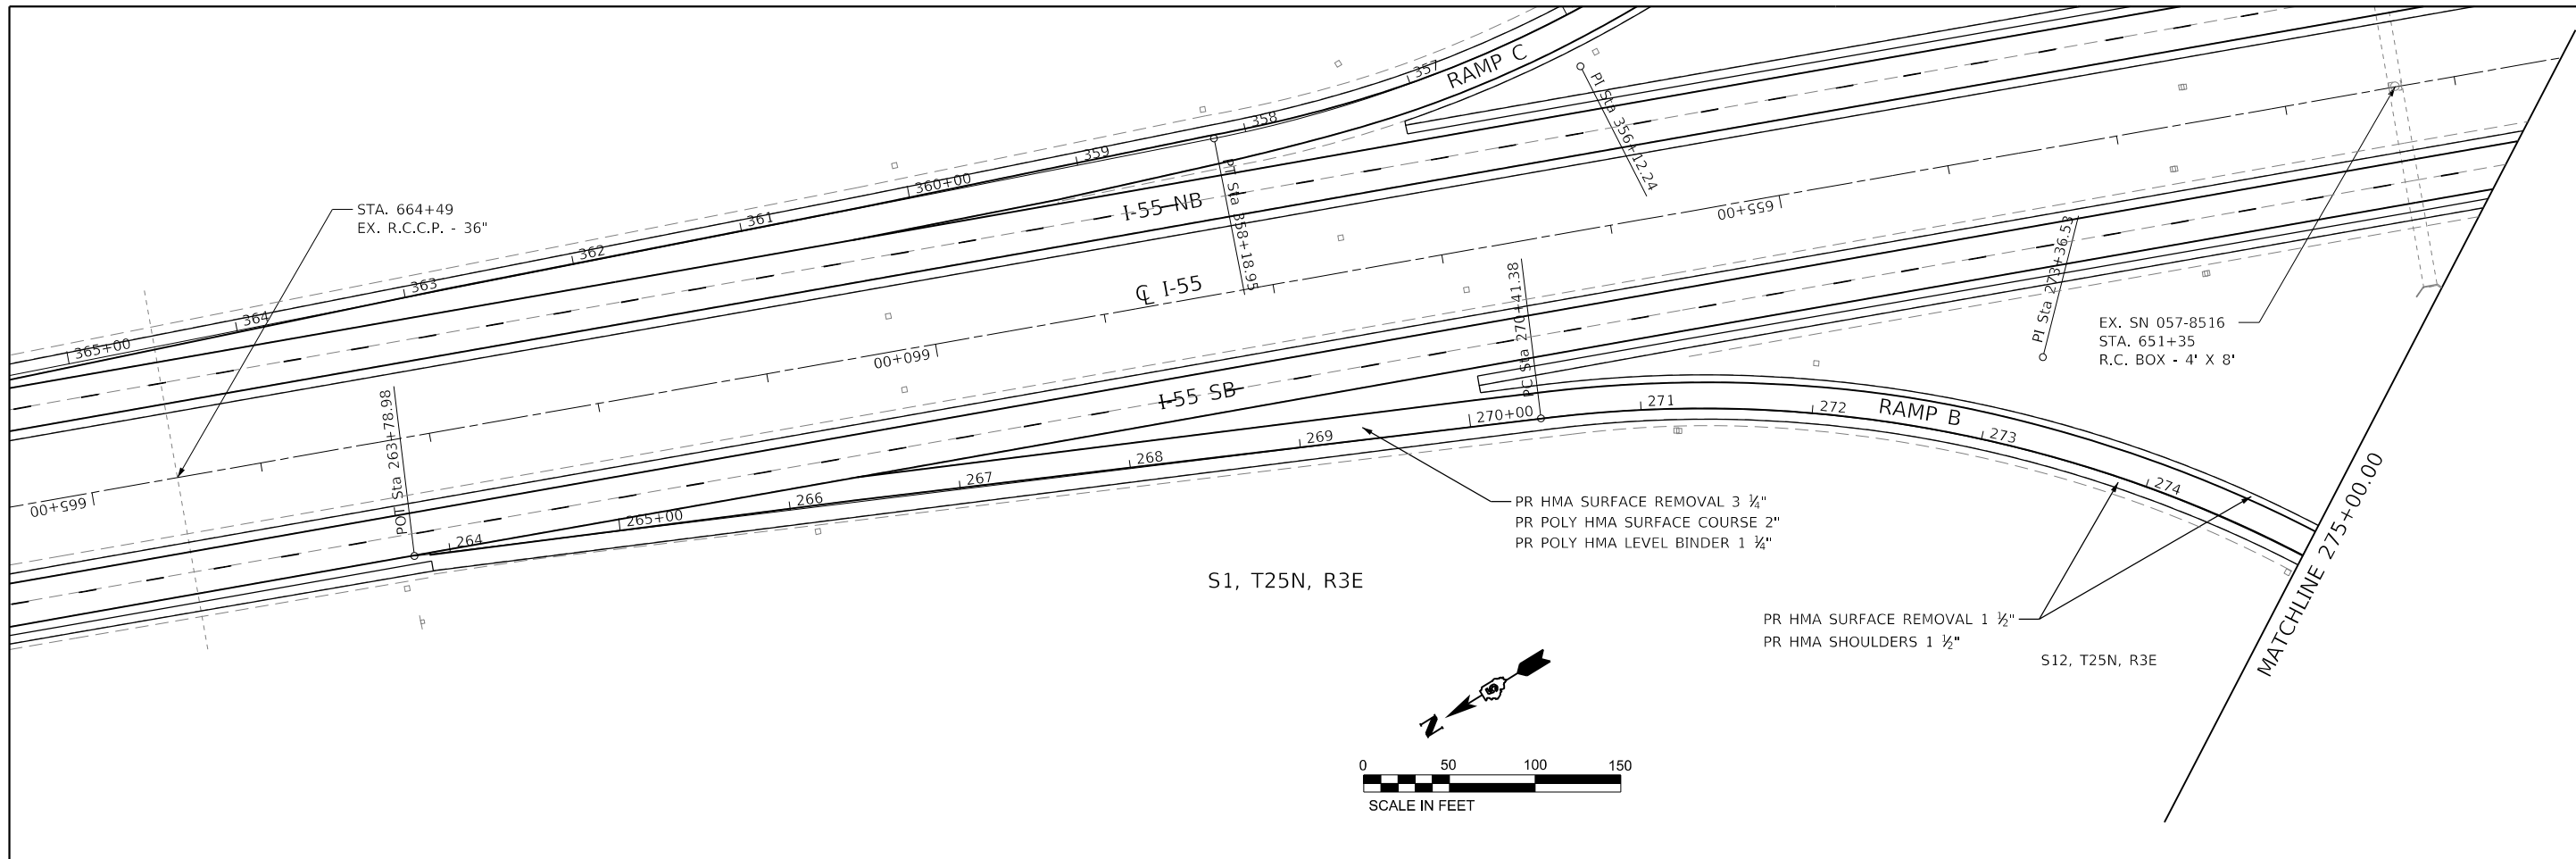 357
RAMP C
PI Sta 356+12.24
358
359
PT Sta 358+18.95
360+00
361
362
363
364
365+00
STA. 664+49
EX. R.C.C.P. - 36"
I-55 NB
655+00
℄ I-55
660+00
665+00
PI Sta 273+36.53
EX. SN 057-8516
STA. 651+35
R.C. BOX - 4' X 8'
PC Sta 270+41.38
POT Sta 263+78.98
I-55 SB
264
265+00
266
267
268
269
270+00
271
272
RAMP B
273
274
PR HMA SURFACE REMOVAL 3 ¼"
PR POLY HMA SURFACE COURSE 2"
PR POLY HMA LEVEL BINDER 1 ¼"
MATCHLINE 275+00.00
S1, T25N, R3E
PR HMA SURFACE REMOVAL 1 ½"
PR HMA SHOULDERS 1 ½"
S12, T25N, R3E
5
N
0 50 100 150
SCALE IN FEET